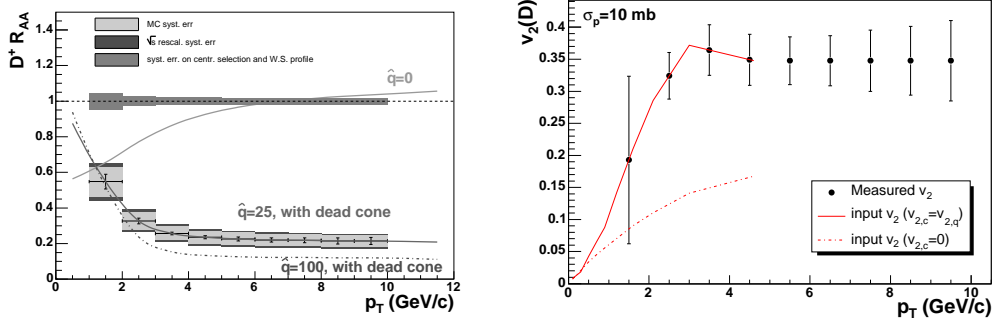 D⁺ R_AA
1.4
1.2
1
0.8
0.6
0.4
0.2
0
MC syst. err
√s rescal. syst. err
syst. err. on centr. selection and W.S. profile
q̂=0
q̂=25, with dead cone
q̂=100, with dead cone
0 2 4 6 8 10 12
p_T (GeV/c)
v₂(D)
0.4
0.35
0.3
0.25
0.2
0.15
0.1
0.05
0
σ_p=10 mb
Measured v₂
input v₂ (v_2,c=v_2,q)
input v₂ (v_2,c=0)
0 2 4 6 8 10
p_T (GeV/c)